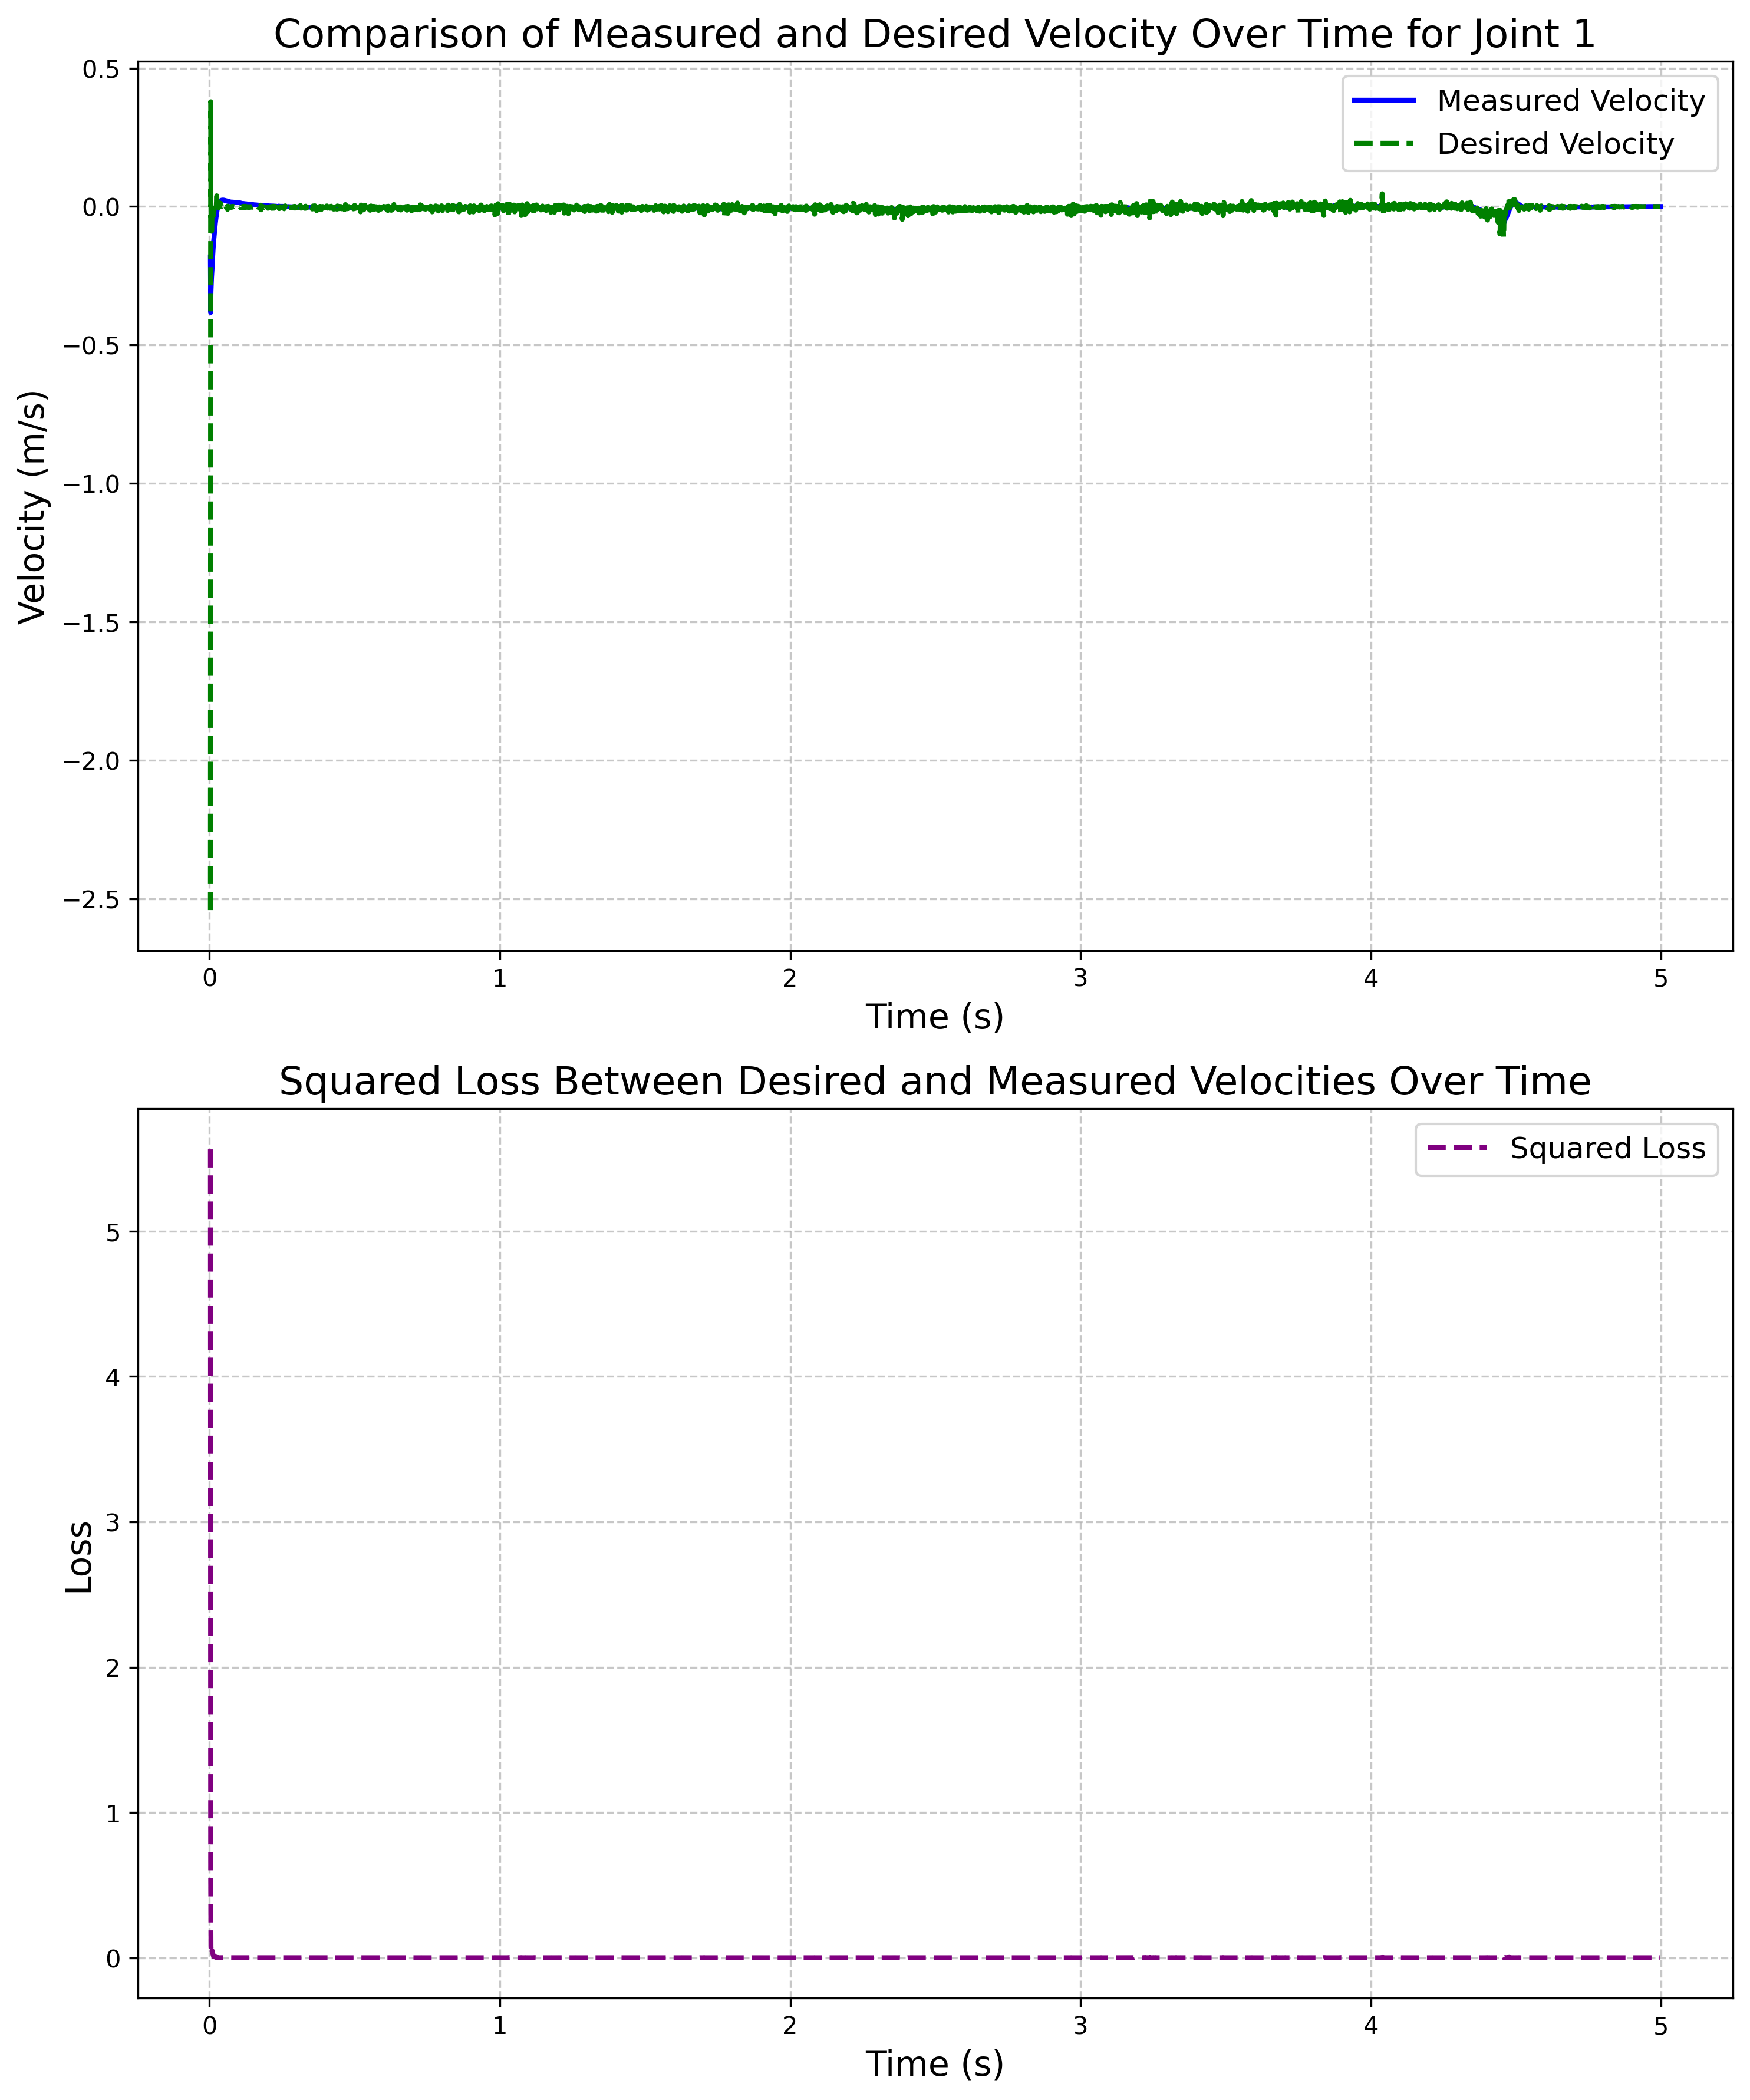 Comparison of Measured and Desired Velocity Over Time for Joint 1
Measured Velocity
Desired Velocity
Velocity (m/s)
0.5
0.0
−0.5
−1.0
−1.5
−2.0
−2.5
0 1 2 3 4 5
Time (s)
Squared Loss Between Desired and Measured Velocities Over Time
Squared Loss
Loss
5
4
3
2
1
0
0 1 2 3 4 5
Time (s)